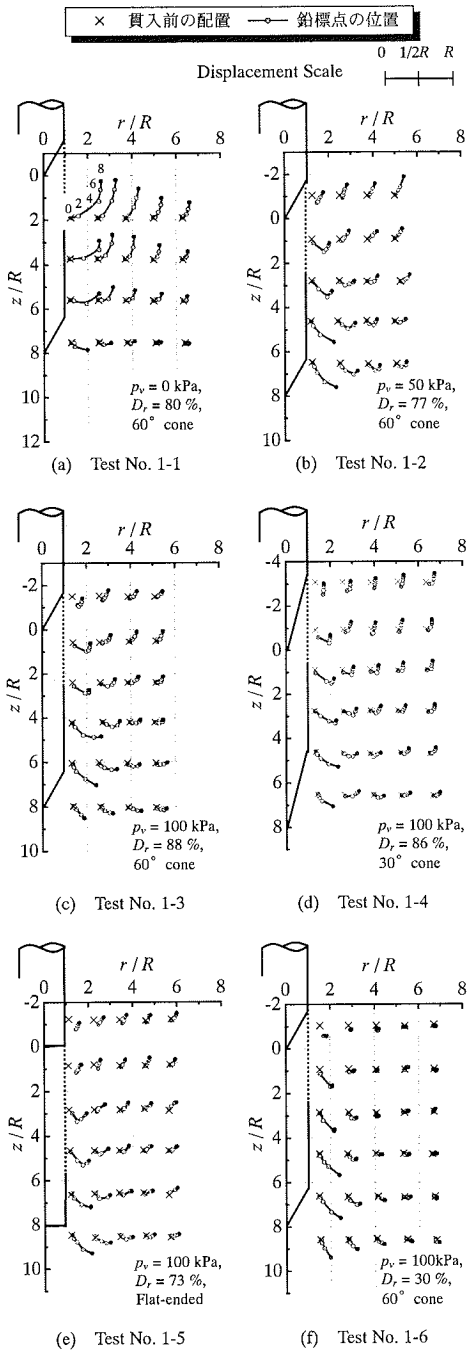 × 貫入前の配置 ─●─ 鉛標点の位置
0 1/2R R
Displacement Scale
r / R
0 2 4 6 8
0
2
4
6
8
10
12
z / R
0 2 4 6 8
p_v = 0 kPa,
D_r = 80 %,
60° cone
(a) Test No. 1-1
r / R
0 2 4 6 8
-2
0
2
4
6
8
10
z / R
p_v = 50 kPa,
D_r = 77 %,
60° cone
(b) Test No. 1-2
r / R
0 2 4 6 8
-2
0
2
4
6
8
10
z / R
p_v = 100 kPa,
D_r = 88 %,
60° cone
(c) Test No. 1-3
r / R
0 2 4 6 8
-4
-2
0
2
4
6
8
z / R
p_v = 100 kPa,
D_r = 86 %,
30° cone
(d) Test No. 1-4
r / R
0 2 4 6 8
-2
0
2
4
6
8
10
z / R
p_v = 100 kPa,
D_r = 73 %,
Flat-ended
(e) Test No. 1-5
r / R
0 2 4 6 8
-2
0
2
4
6
8
10
z / R
p_v = 100kPa,
D_r = 30 %,
60° cone
(f) Test No. 1-6